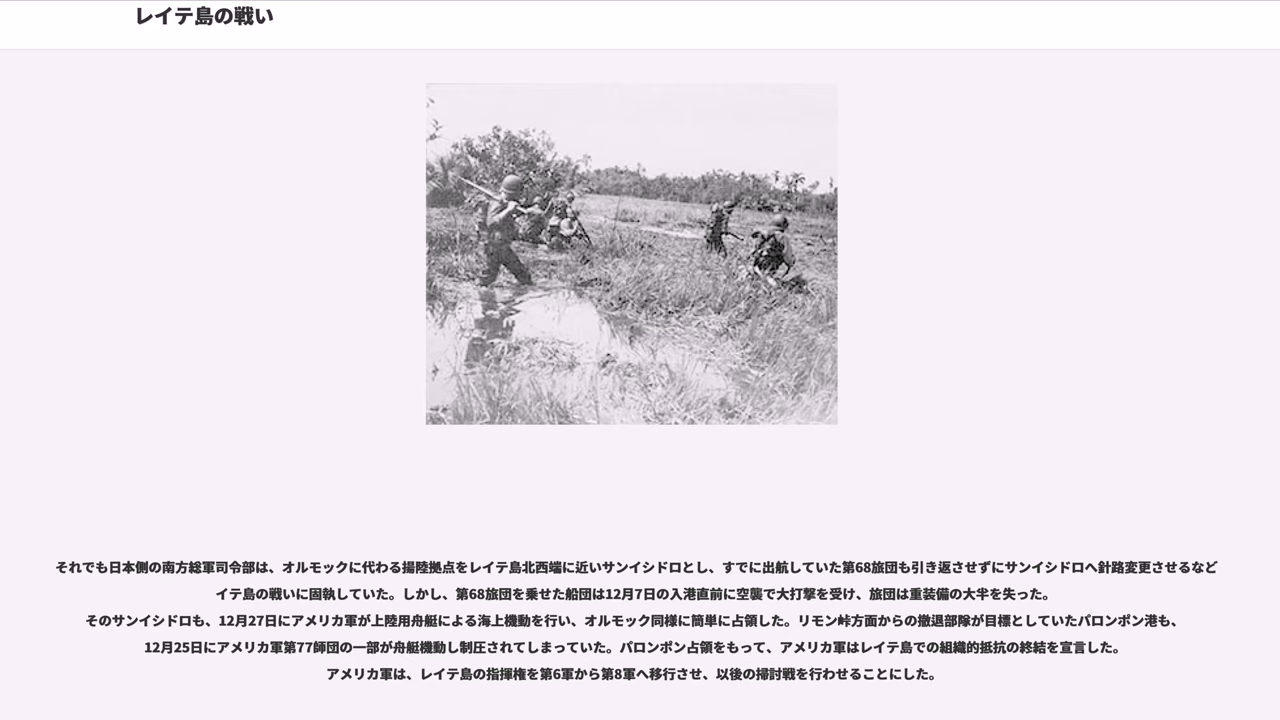 レイテ島の戦い
それでも日本側の南方総軍司令部は、オルモックに代わる揚陸拠点をレイテ島北西端に近いサンイシドロとし、すでに出航していた第68旅団も引き返させずにサンイシドロへ針路変更させるなど
イテ島の戦いに固執していた。しかし、第68旅団を乗せた船団は12月7日の入港直前に空襲で大打撃を受け、旅団は重装備の大半を失った。
そのサンイシドロも、12月27日にアメリカ軍が上陸用舟艇による海上機動を行い、オルモック同様に簡単に占領した。リモン峠方面からの撤退部隊が目標としていたパロンポン港も、
12月25日にアメリカ軍第77師団の一部が舟艇機動し制圧されてしまっていた。パロンポン占領をもって、アメリカ軍はレイテ島での組織的抵抗の終結を宣言した。
アメリカ軍は、レイテ島の指揮権を第6軍から第8軍へ移行させ、以後の掃討戦を行わせることにした。